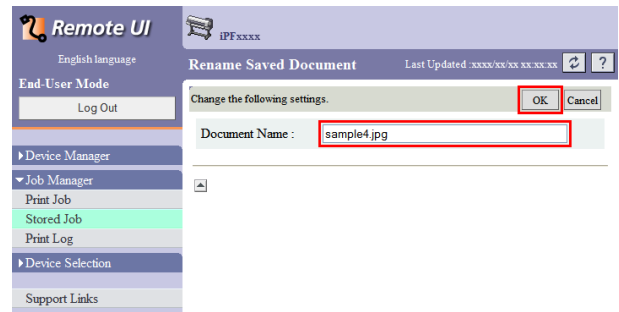 Remote UI
English language
End-User Mode
Log Out
Device Manager
Job Manager
Print Job
Stored Job
Print Log
Device Selection
Support Links
iPFxxxx
Rename Saved Document
Last Updated :xxxx/xx/xx xx:xx:xx
?
Change the following settings.
OK
Cancel
Document Name :
sample4.jpg